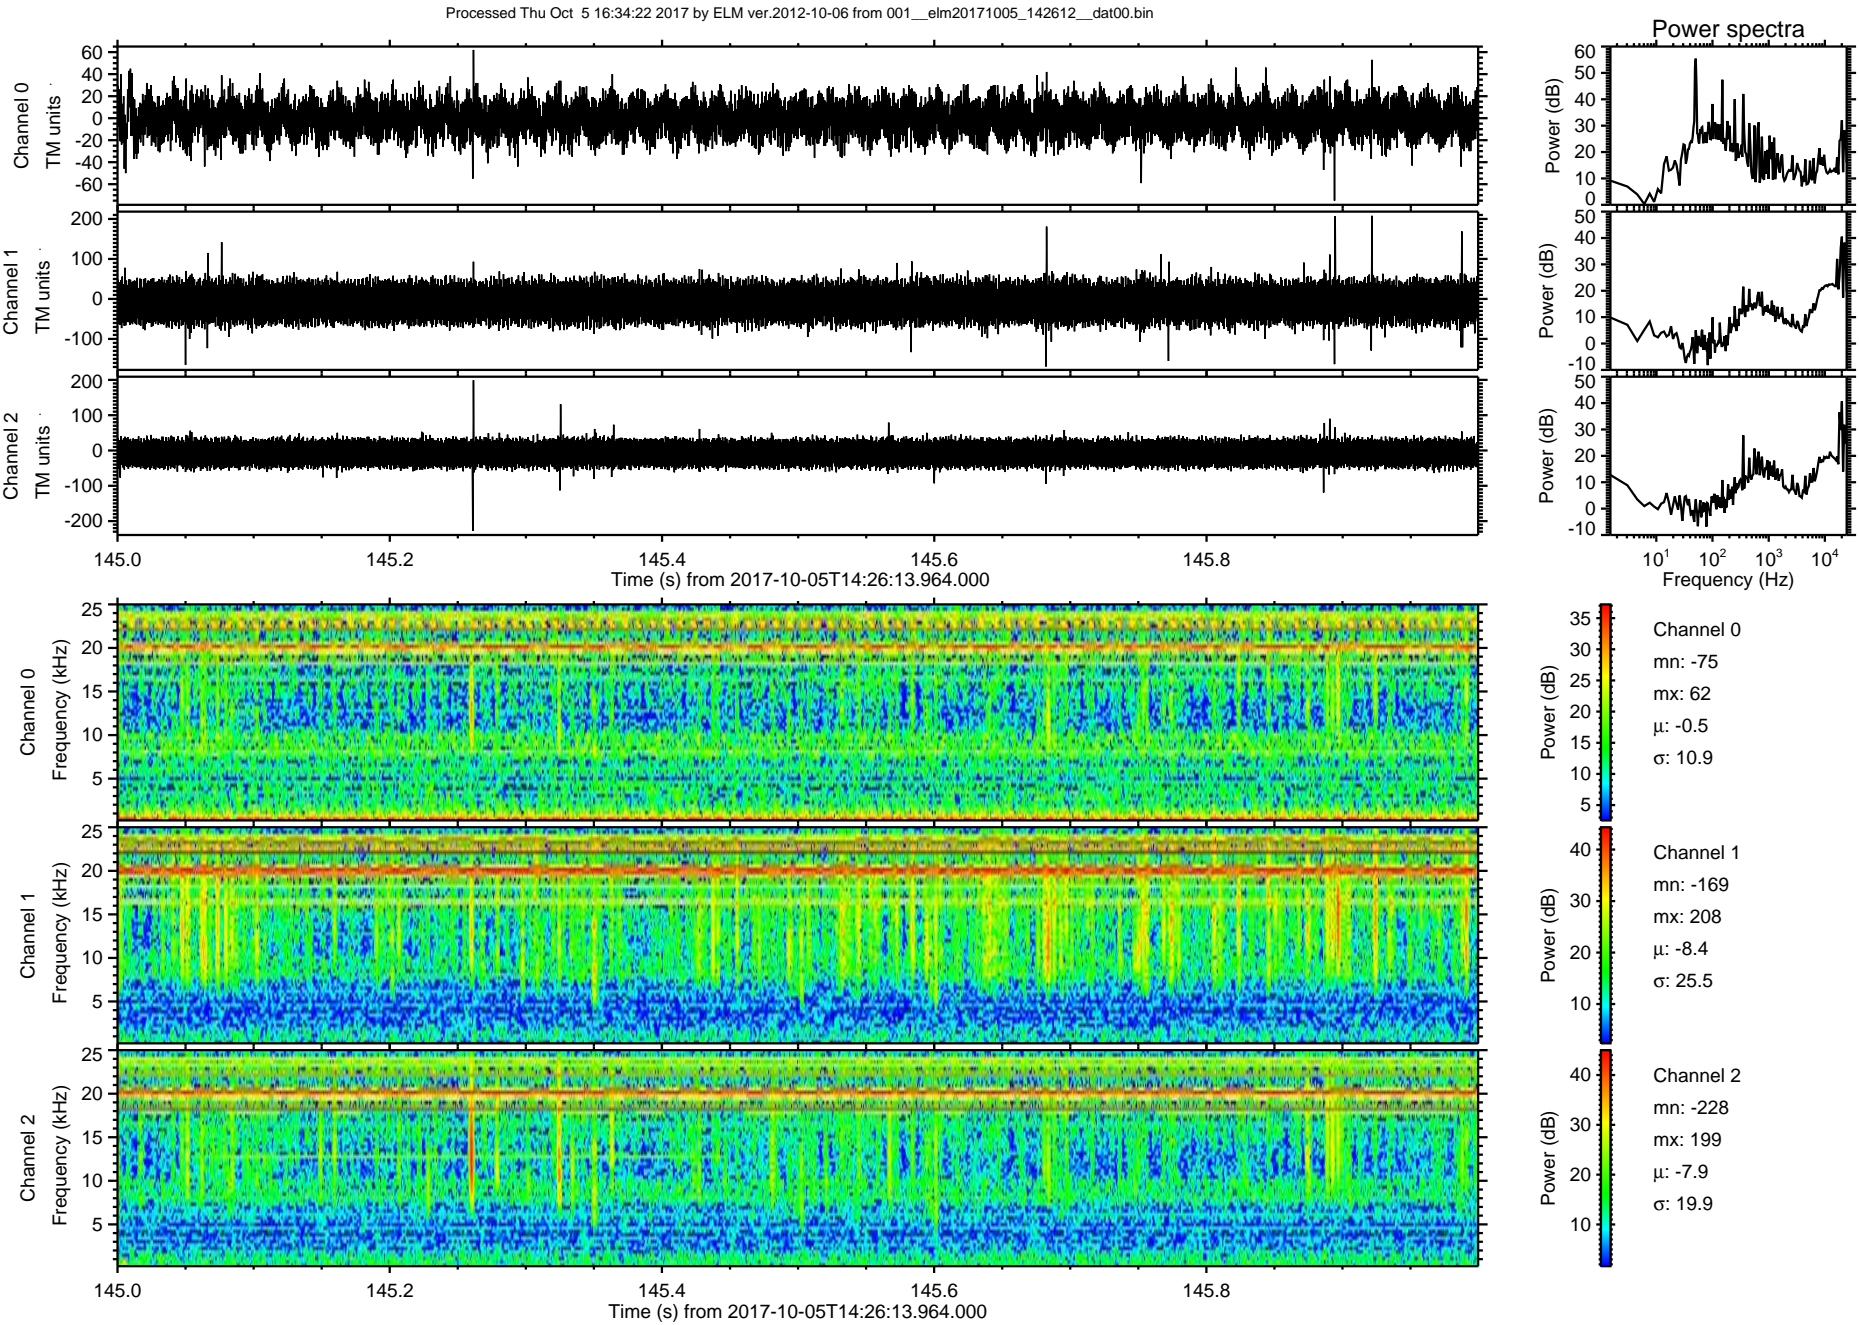 Processed Thu Oct  5 16:34:22 2017 by ELM ver.2012-10-06 from 001__elm20171005_142612__dat00.bin
Power spectra
Channel 0
TM units
60
40
20
0
-20
-40
-60
Power (dB)
60
50
40
30
20
10
0
Channel 1
TM units
200
100
0
-100
Power (dB)
50
40
30
20
10
0
-10
Channel 2
TM units
200
100
0
-100
-200
Power (dB)
50
40
30
20
10
0
-10
145.0 145.2 145.4 145.6 145.8
Time (s) from 2017-10-05T14:26:13.964.000
10¹ 10² 10³ 10⁴
Frequency (Hz)
Channel 0
Frequency (kHz)
25
20
15
10
5
Power (dB)
35
30
25
20
15
10
5
Channel 0
mn: -75
mx: 62
µ: -0.5
σ: 10.9
Channel 1
Frequency (kHz)
25
20
15
10
5
Power (dB)
40
30
20
10
Channel 1
mn: -169
mx: 208
µ: -8.4
σ: 25.5
Channel 2
Frequency (kHz)
25
20
15
10
5
Power (dB)
40
30
20
10
Channel 2
mn: -228
mx: 199
µ: -7.9
σ: 19.9
145.0 145.2 145.4 145.6 145.8
Time (s) from 2017-10-05T14:26:13.964.000